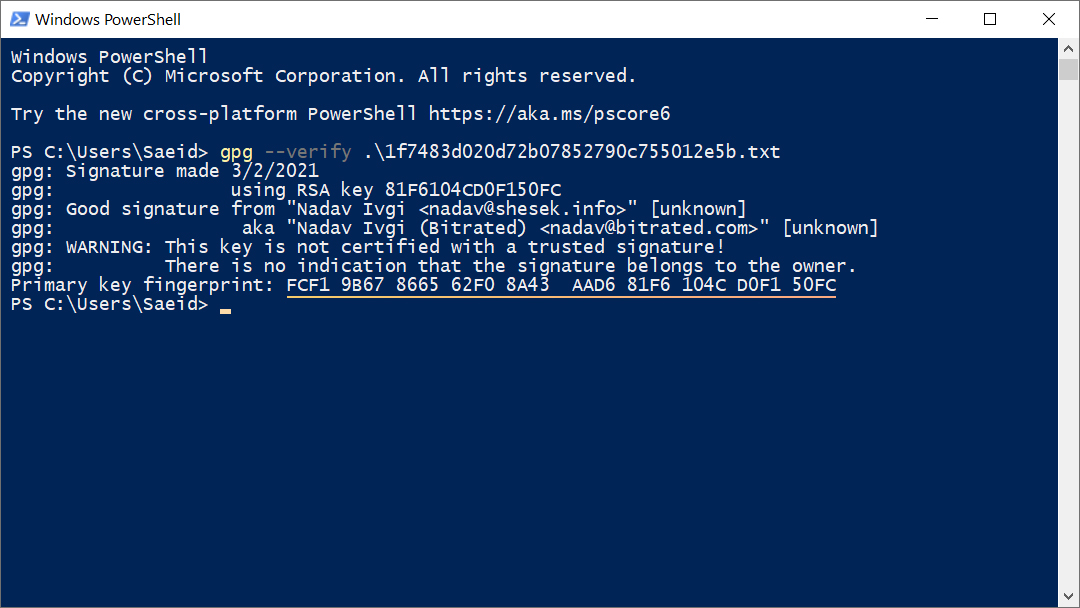 Windows PowerShell
Windows PowerShell
Copyright (C) Microsoft Corporation. All rights reserved.
Try the new cross-platform PowerShell https://aka.ms/pscore6
PS C:\Users\Saeid> gpg --verify .\1f7483d020d72b07852790c755012e5b.txt
gpg: Signature made 3/2/2021
gpg:                using RSA key 81F6104CD0F150FC
gpg: Good signature from "Nadav Ivgi <nadav@shesek.info>" [unknown]
gpg:                 aka "Nadav Ivgi (Bitrated) <nadav@bitrated.com>" [unknown]
gpg: WARNING: This key is not certified with a trusted signature!
gpg:          There is no indication that the signature belongs to the owner.
Primary key fingerprint: FCF1 9B67 8665 62F0 8A43  AAD6 81F6 104C D0F1 50FC
PS C:\Users\Saeid>